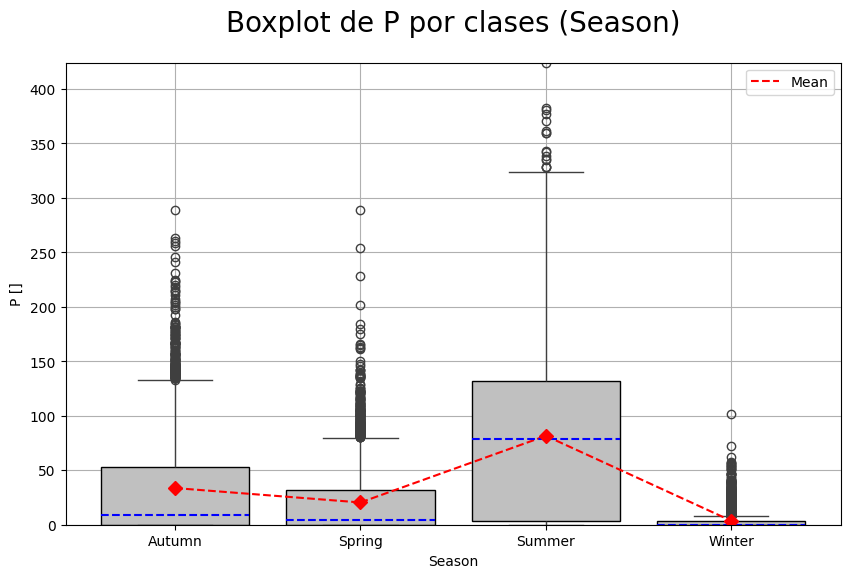 Boxplot de P por clases (Season)
Mean
400
350
300
250
200
150
100
50
0
P []
Autumn Spring Summer Winter
Season